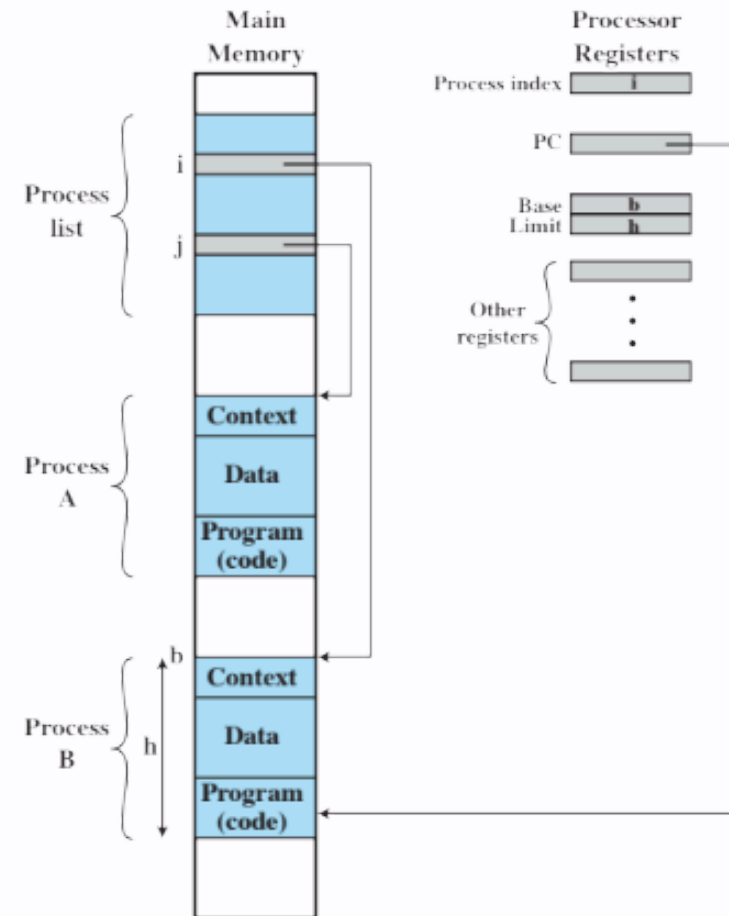 Main
Memory
Processor
Registers
Process index
i
PC
Base
b
Limit
h
Other
registers
Process
list
i
j
Process
A
Context
Data
Program
(code)
Process
B
b
h
Context
Data
Program
(code)